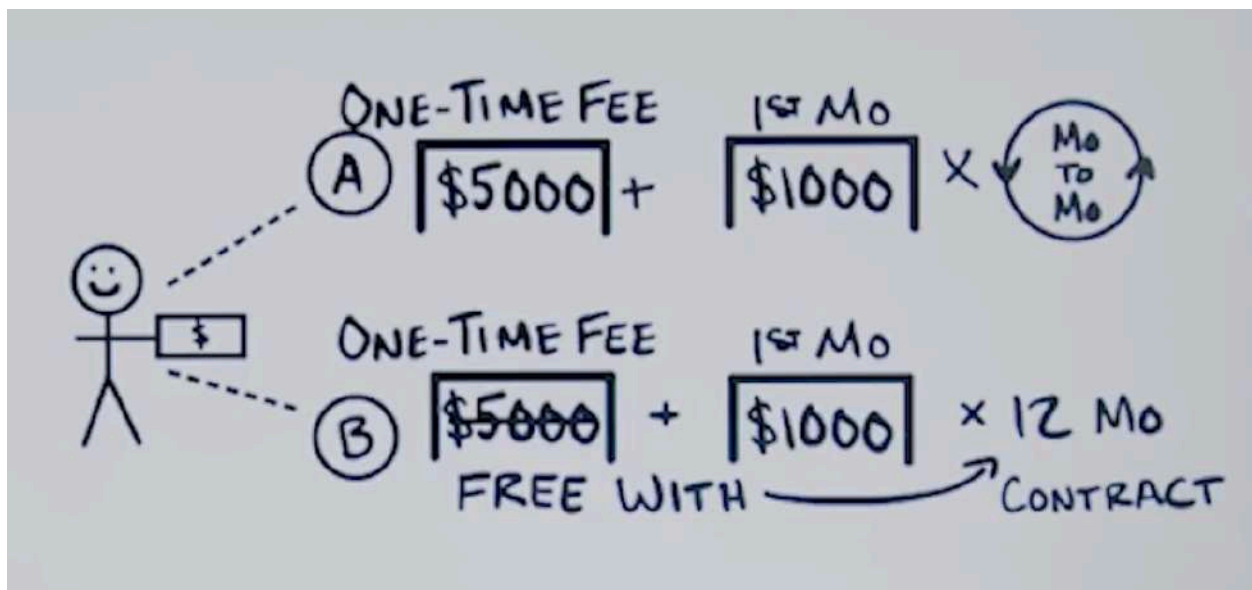 ONE-TIME FEE 1ST MO
A $5000 + $1000 X MO TO MO
$
ONE-TIME FEE 1ST MO
B $5000 + $1000 x 12 MO
FREE WITH CONTRACT